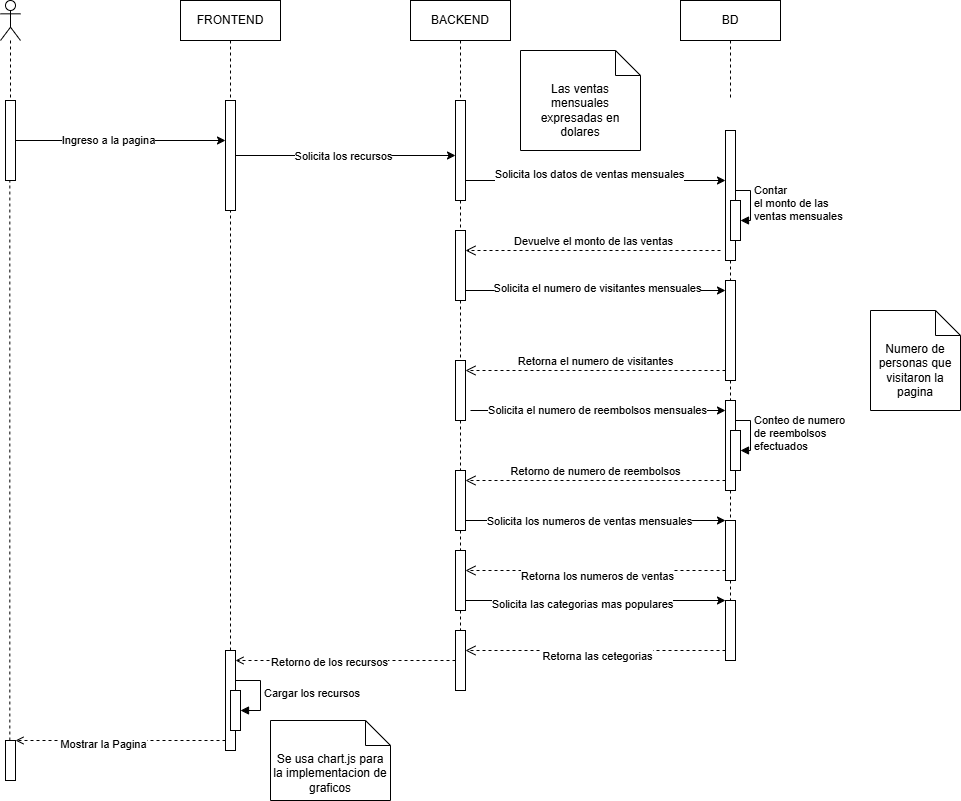 FRONTEND
BACKEND
BD
Las ventas
mensuales
expresadas en
dolares
Ingreso a la pagina
Solicita los recursos
Solicita los datos de ventas mensuales
Contar
el monto de las
ventas mensuales
Devuelve el monto de las ventas
Solicita el numero de visitantes mensuales
Numero de
personas que
visitaron la
pagina
Retorna el numero de visitantes
Solicita el numero de reembolsos mensuales
Conteo de numero
de reembolsos
efectuados
Retorno de numero de reembolsos
Solicita los numeros de ventas mensuales
Retorna los numeros de ventas
Solicita las categorias mas populares
Retorna las cetegorias
Retorno de los recursos
Cargar los recursos
Mostrar la Pagina
Se usa chart.js para
la implementacion de
graficos